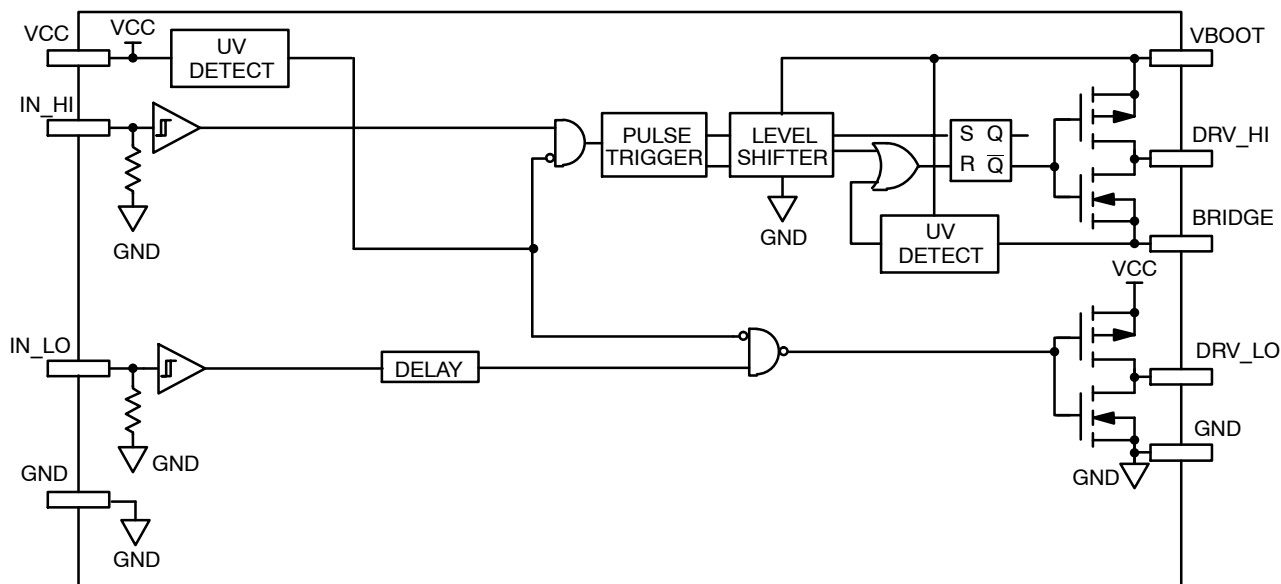 VCC
VCC
UV
DETECT
VBOOT
IN_HI
PULSE
TRIGGER
LEVEL
SHIFTER
S Q
R Q̅
DRV_HI
GND
GND
UV
DETECT
BRIDGE
VCC
IN_LO
DELAY
DRV_LO
GND
GND
GND
GND
GND